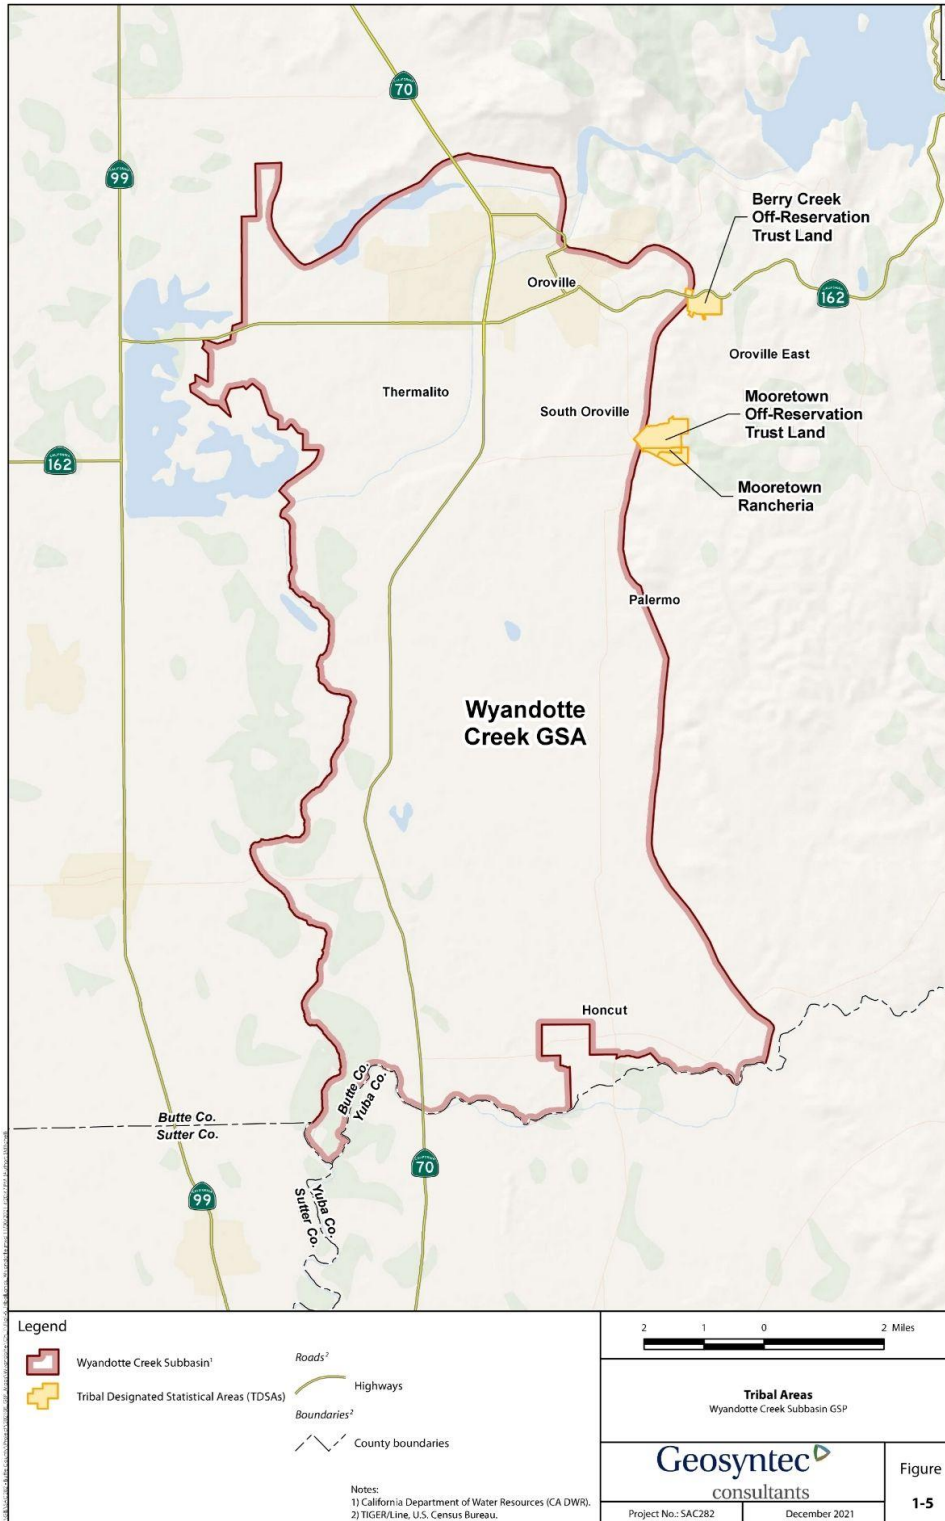 70
99
Berry Creek
Off-Reservation
Trust Land
Oroville
162
Oroville East
Thermalito
Mooretown
Off-Reservation
Trust Land
South Oroville
162
Mooretown
Rancheria
Palermo
Wyandotte
Creek GSA
Honcut
Butte Co.
Yuba Co.
Butte Co.
Sutter Co.
70
99
Yuba Co.
Sutter Co.
Legend
Wyandotte Creek Subbasin1
Tribal Designated Statistical Areas (TDSAs)
Roads2
Highways
Boundaries2
County boundaries
Notes:
1) California Department of Water Resources (CA DWR).
2) TIGER/Line, U.S. Census Bureau.
2 1 0 2 Miles
Tribal Areas
Wyandotte Creek Subbasin GSP
Geosyntec
consultants
Project No.: SAC282
December 2021
Figure
1-5